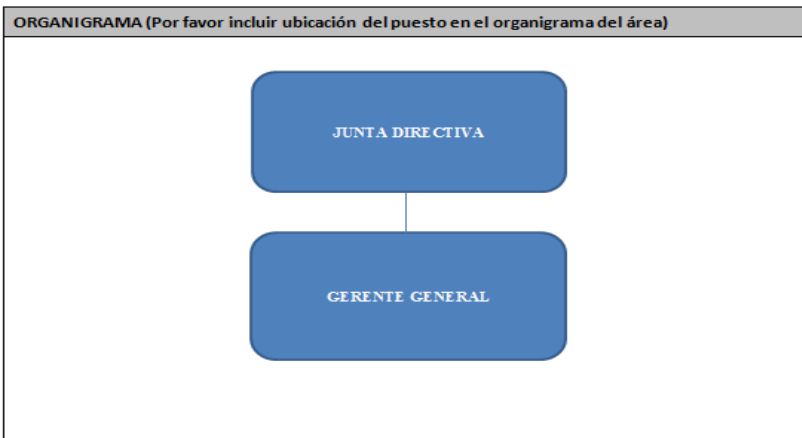 ORGANIGRAMA (Por favor incluir ubicación del puesto en el organigrama del área)
JUNTA DIRECTIVA
GERENTE GENERAL